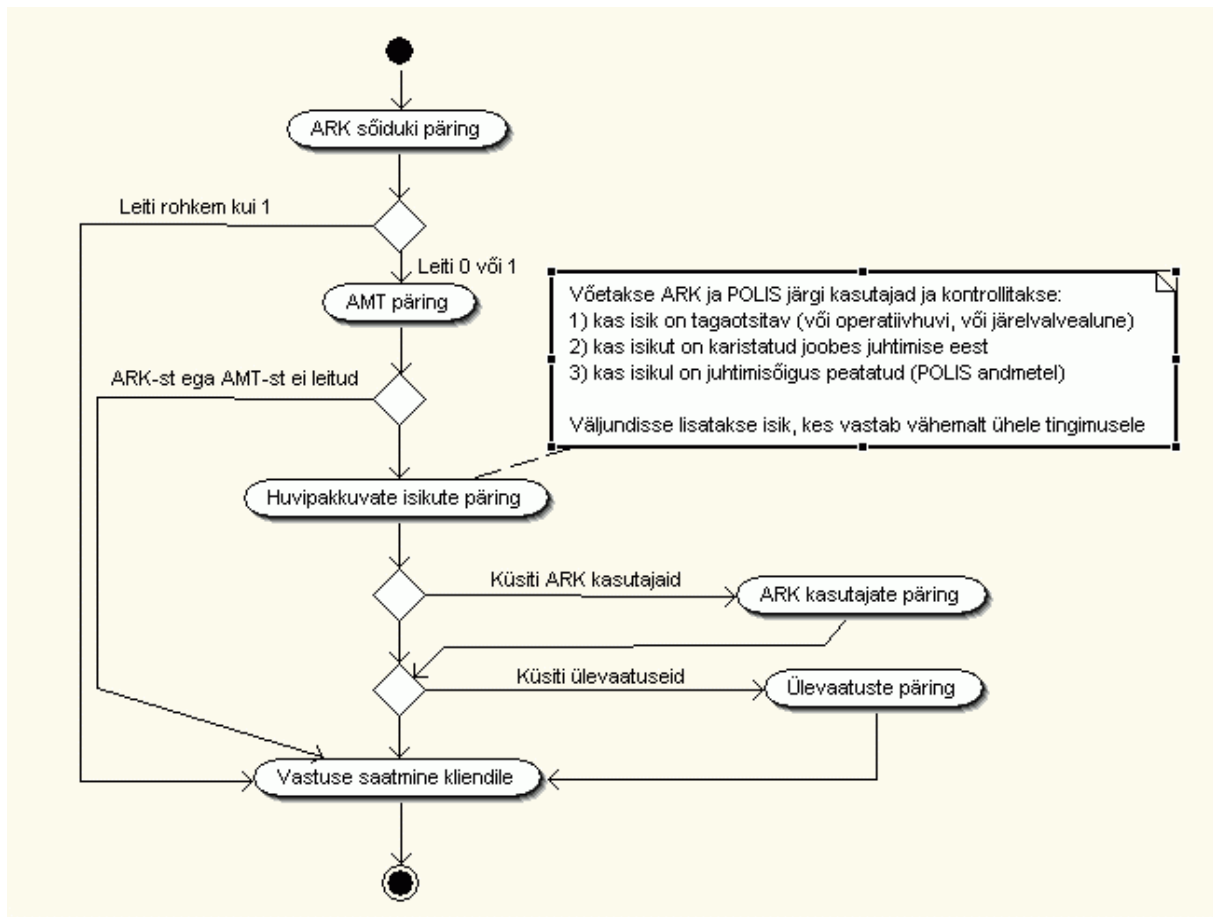 ARK sõiduki päring
Leiti rohkem kui 1
Leiti 0 või 1
AMT päring
Võetakse ARK ja POLIS järgi kasutajad ja kontrollitakse:
1) kas isik on tagaotsitav (või operatiivhuvi, või järelvalvealune)
2) kas isikut on karistatud joobes juhtimise eest
3) kas isikul on juhtimisõigus peatatud (POLIS andmetel)
Väljundisse lisatakse isik, kes vastab vähemalt ühele tingimusele
ARK-st ega AMT-st ei leitud
Huvipakkuvate isikute päring
Küsiti ARK kasutajaid
ARK kasutajate päring
Küsiti ülevaatuseid
Ülevaatuste päring
Vastuse saatmine kliendile